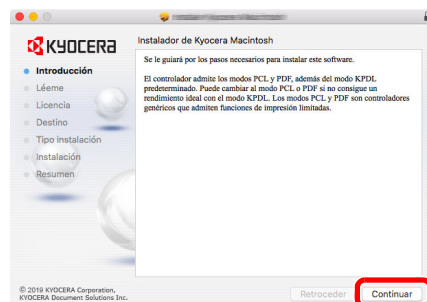 KYOCERA
Instalador de Kyocera Macintosh
Introducción
Léeme
Licencia
Destino
Tipo instalación
Instalación
Resumen
Se le guiará por los pasos necesarios para instalar este software.
El controlador admite los modos PCL y PDF, además del modo KPDL
predeterminado. Puede cambiar al modo PCL o PDF si no consigue un
rendimiento ideal con el modo KPDL. Los modos PCL y PDF son controladores
genéricos que admiten funciones de impresión limitadas.
© 2019 KYOCERA Corporation,
KYOCERA Document Solutions Inc.
Retroceder
Continuar